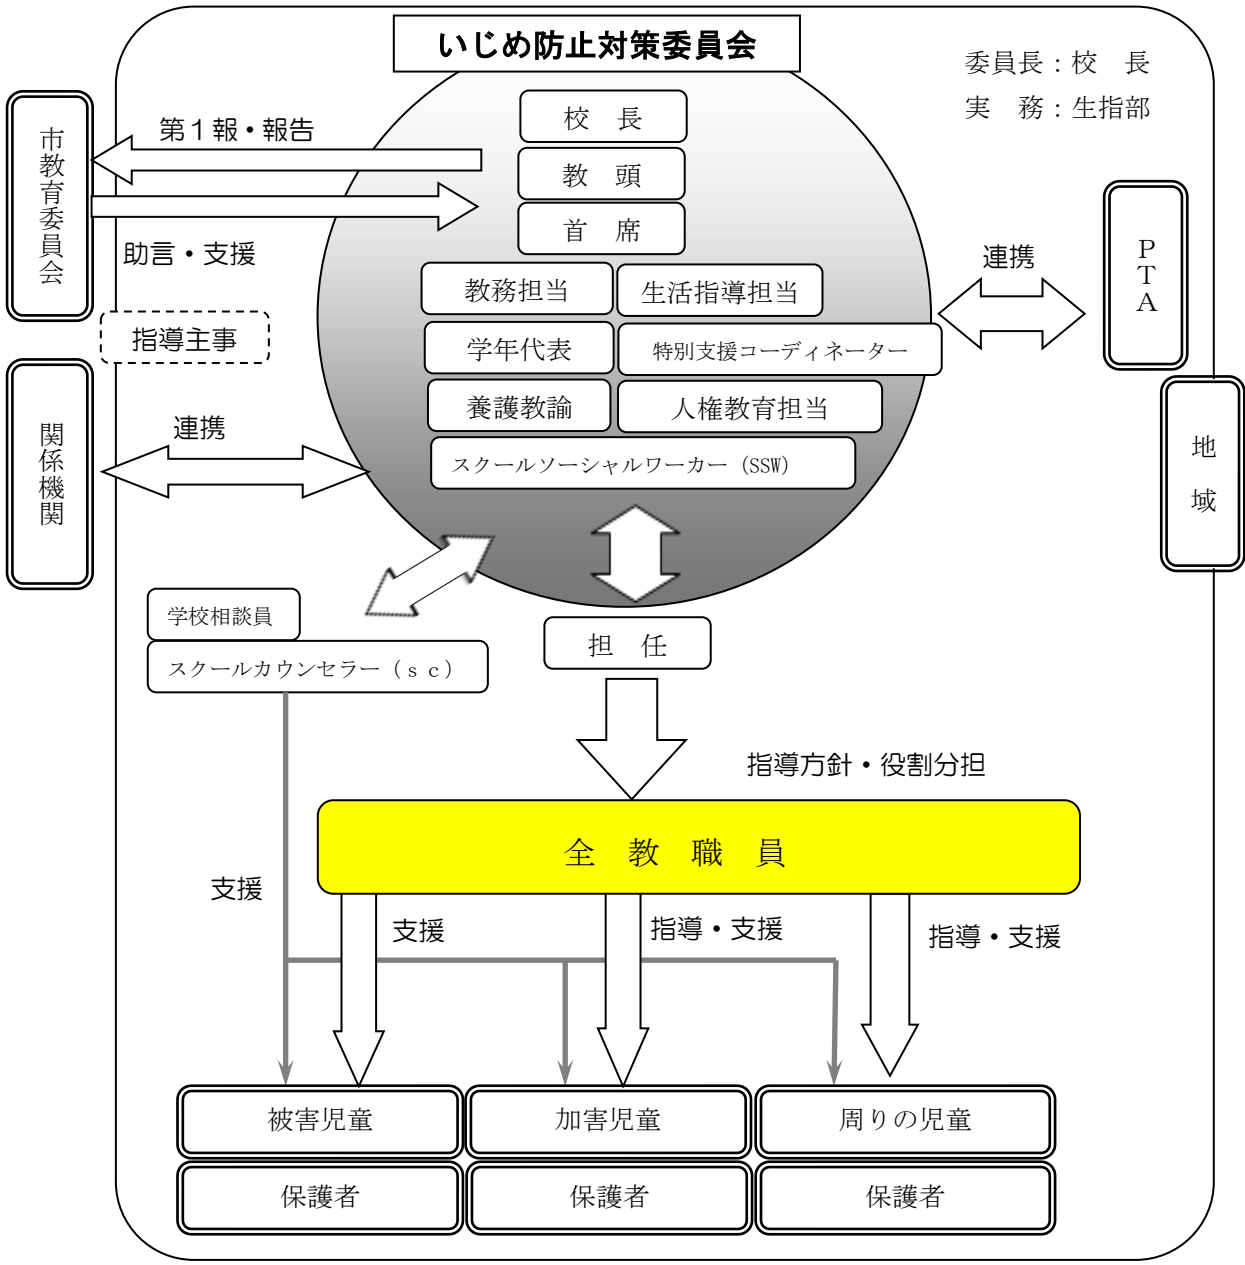 いじめ防止対策委員会
委員長：校　長
実　務：生指部
校　長
教　頭
首　席
教務担当
生活指導担当
学年代表
特別支援コーディネーター
養護教諭
人権教育担当
スクールソーシャルワーカー（SSW）
市教育委員会
第１報・報告
助言・支援
指導主事
関係機関
連携
連携
PTA
地　域
学校相談員
スクールカウンセラー（ｓｃ）
担　任
指導方針・役割分担
全　教　職　員
支援
支援
指導・支援
指導・支援
被害児童
加害児童
周りの児童
保護者
保護者
保護者